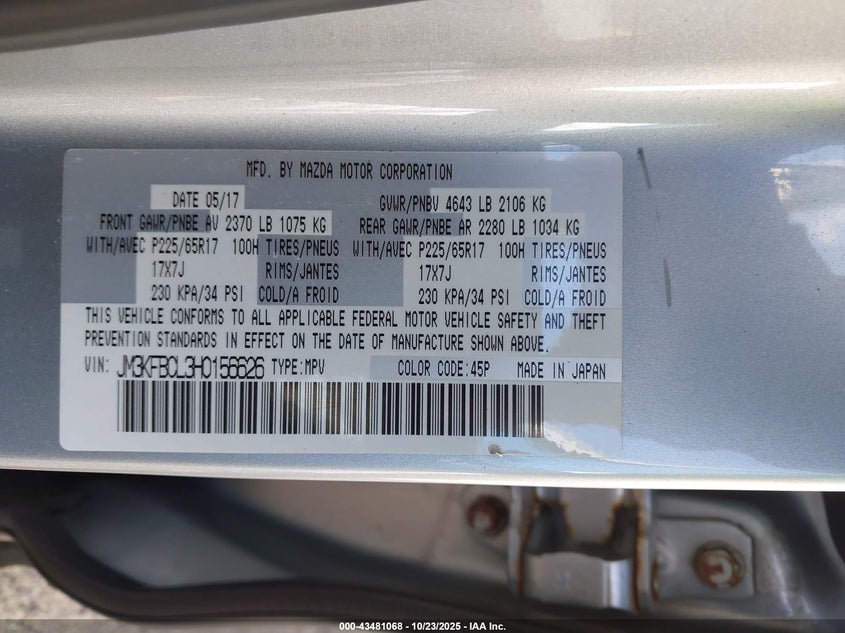 MFD. BY MAZDA MOTOR CORPORATION
DATE 05/17 GVWR/PNBV 4643 LB 2106 KG
FRONT GAWR/PNBE AV 2370 LB 1075 KG REAR GAWR/PNBE AR 2280 LB 1034 KG
WITH/AVEC P225/65R17 100H TIRES/PNEUS WITH/AVEC P225/65R17 100H TIRES/PNEUS
17X7J RIMS/JANTES 17X7J RIMS/JANTES
230 KPA/34 PSI COLD/A FROID 230 KPA/34 PSI COLD/A FROID
THIS VEHICLE CONFORMS TO ALL APPLICABLE FEDERAL MOTOR VEHICLE SAFETY AND THEFT
PREVENTION STANDARDS IN EFFECT ON THE DATE OF MANUFACTURE SHOWN ABOVE.
VIN: JM3KFBCL3H0156626 TYPE:MPV COLOR CODE:45P MADE IN JAPAN
000-43481068 - 10/23/2025 - IAA Inc.